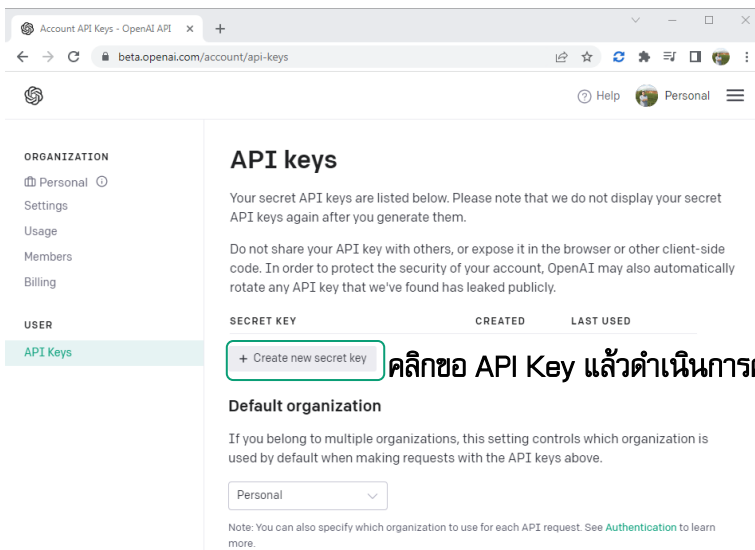 Account API Keys - OpenAI API
beta.openai.com/account/api-keys
Help Personal
ORGANIZATION
Personal
Settings
Usage
Members
Billing
USER
API Keys
API keys
Your secret API keys are listed below. Please note that we do not display your secret
API keys again after you generate them.
Do not share your API key with others, or expose it in the browser or other client-side
code. In order to protect the security of your account, OpenAI may also automatically
rotate any API key that we've found has leaked publicly.
SECRET KEY CREATED LAST USED
+ Create new secret key
คลิกขอ API Key แล้วดำเนินการ
Default organization
If you belong to multiple organizations, this setting controls which organization is
used by default when making requests with the API keys above.
Personal
Note: You can also specify which organization to use for each API request. See Authentication to learn
more.